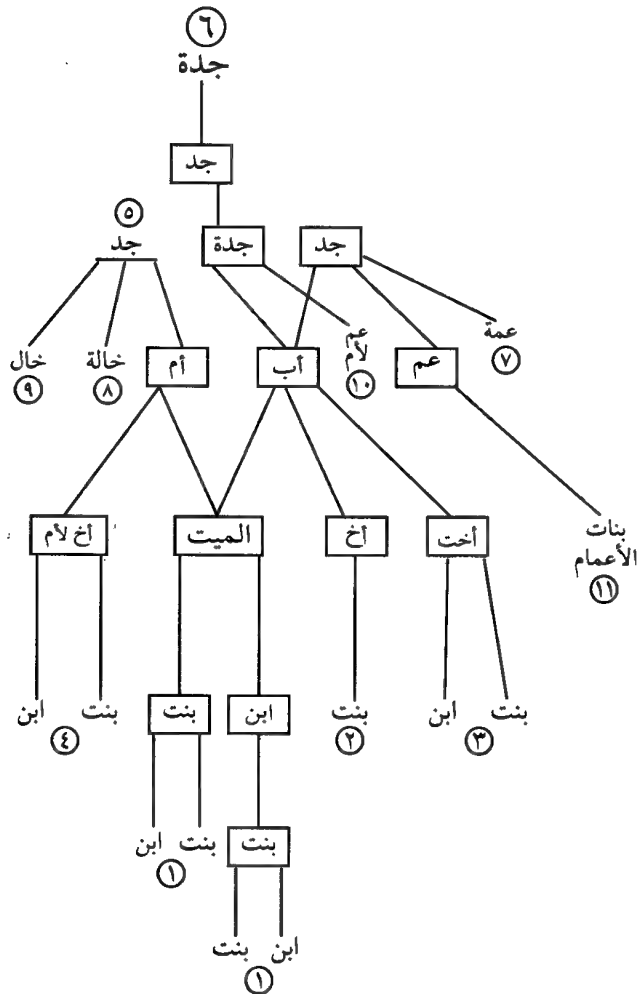 ٦
جدة
جد
٥
جد جدة جد
عمة
٧
عم
لأم
١٠
خال خالة أم أب عم
٩ ٨
أخ لأم الميت أخ أخت
بنات
الأعمام
١١
ابن بنت بنت ابن بنت ابن بنت
٤ ٢ ٣
ابن بنت بنت
١
بنت ابن
١